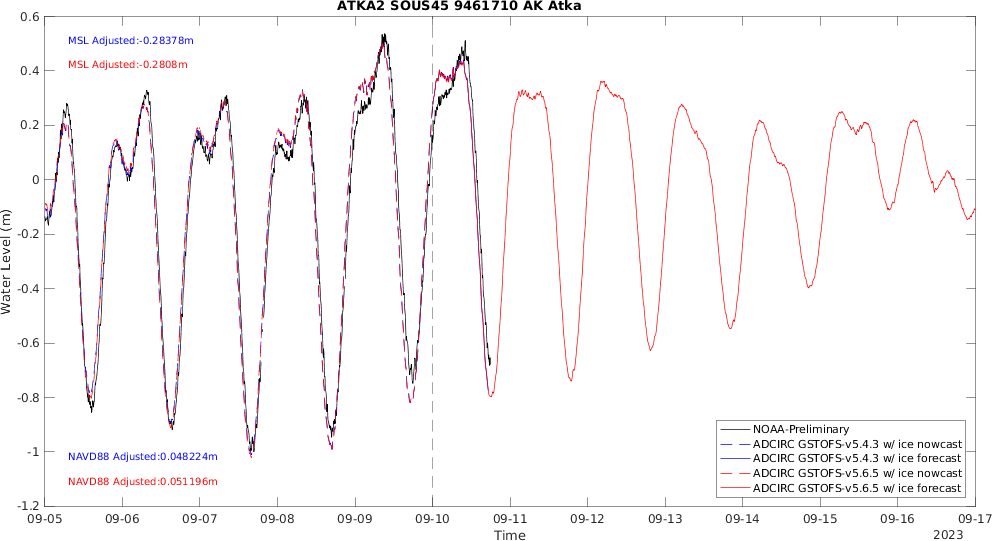 ATKA2 SOUS45 9461710 AK Atka
0.6
0.4
0.2
0
-0.2
-0.4
-0.6
-0.8
-1
-1.2
Water Level (m)
MSL Adjusted:-0.28378m
MSL Adjusted:-0.2808m
NAVD88 Adjusted:0.048224m
NAVD88 Adjusted:0.051196m
NOAA-Preliminary
ADCIRC GSTOFS-v5.4.3 w/ ice nowcast
ADCIRC GSTOFS-v5.4.3 w/ ice forecast
ADCIRC GSTOFS-v5.6.5 w/ ice nowcast
ADCIRC GSTOFS-v5.6.5 w/ ice forecast
09-05 09-06 09-07 09-08 09-09 09-10 09-11 09-12 09-13 09-14 09-15 09-16 09-17
Time
2023